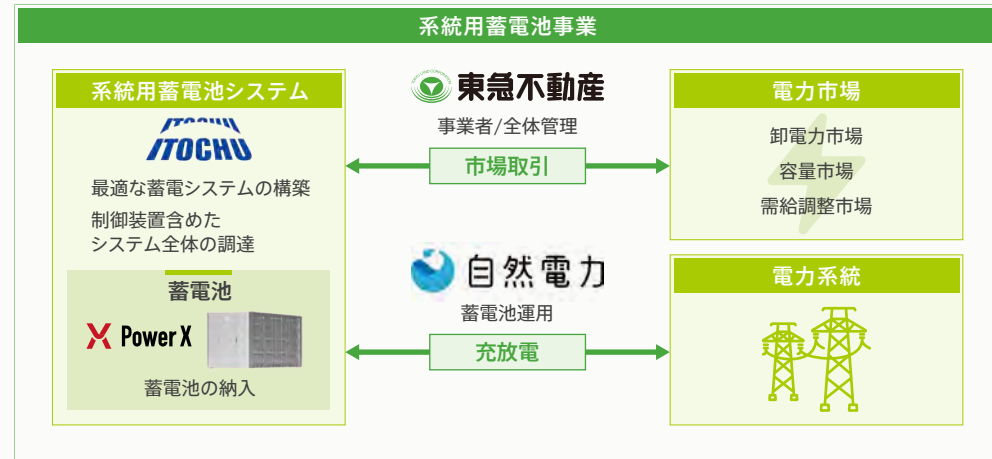 系統用蓄電池事業
系統用蓄電池システム
ITOCHU
ITOCHU
最適な蓄電システムの構築
制御装置含めた
システム全体の調達
蓄電池
Power X
蓄電池の納入
東急不動産
事業者/全体管理
市場取引
自然電力
蓄電池運用
充放電
電力市場
卸電力市場
容量市場
需給調整市場
電力系統